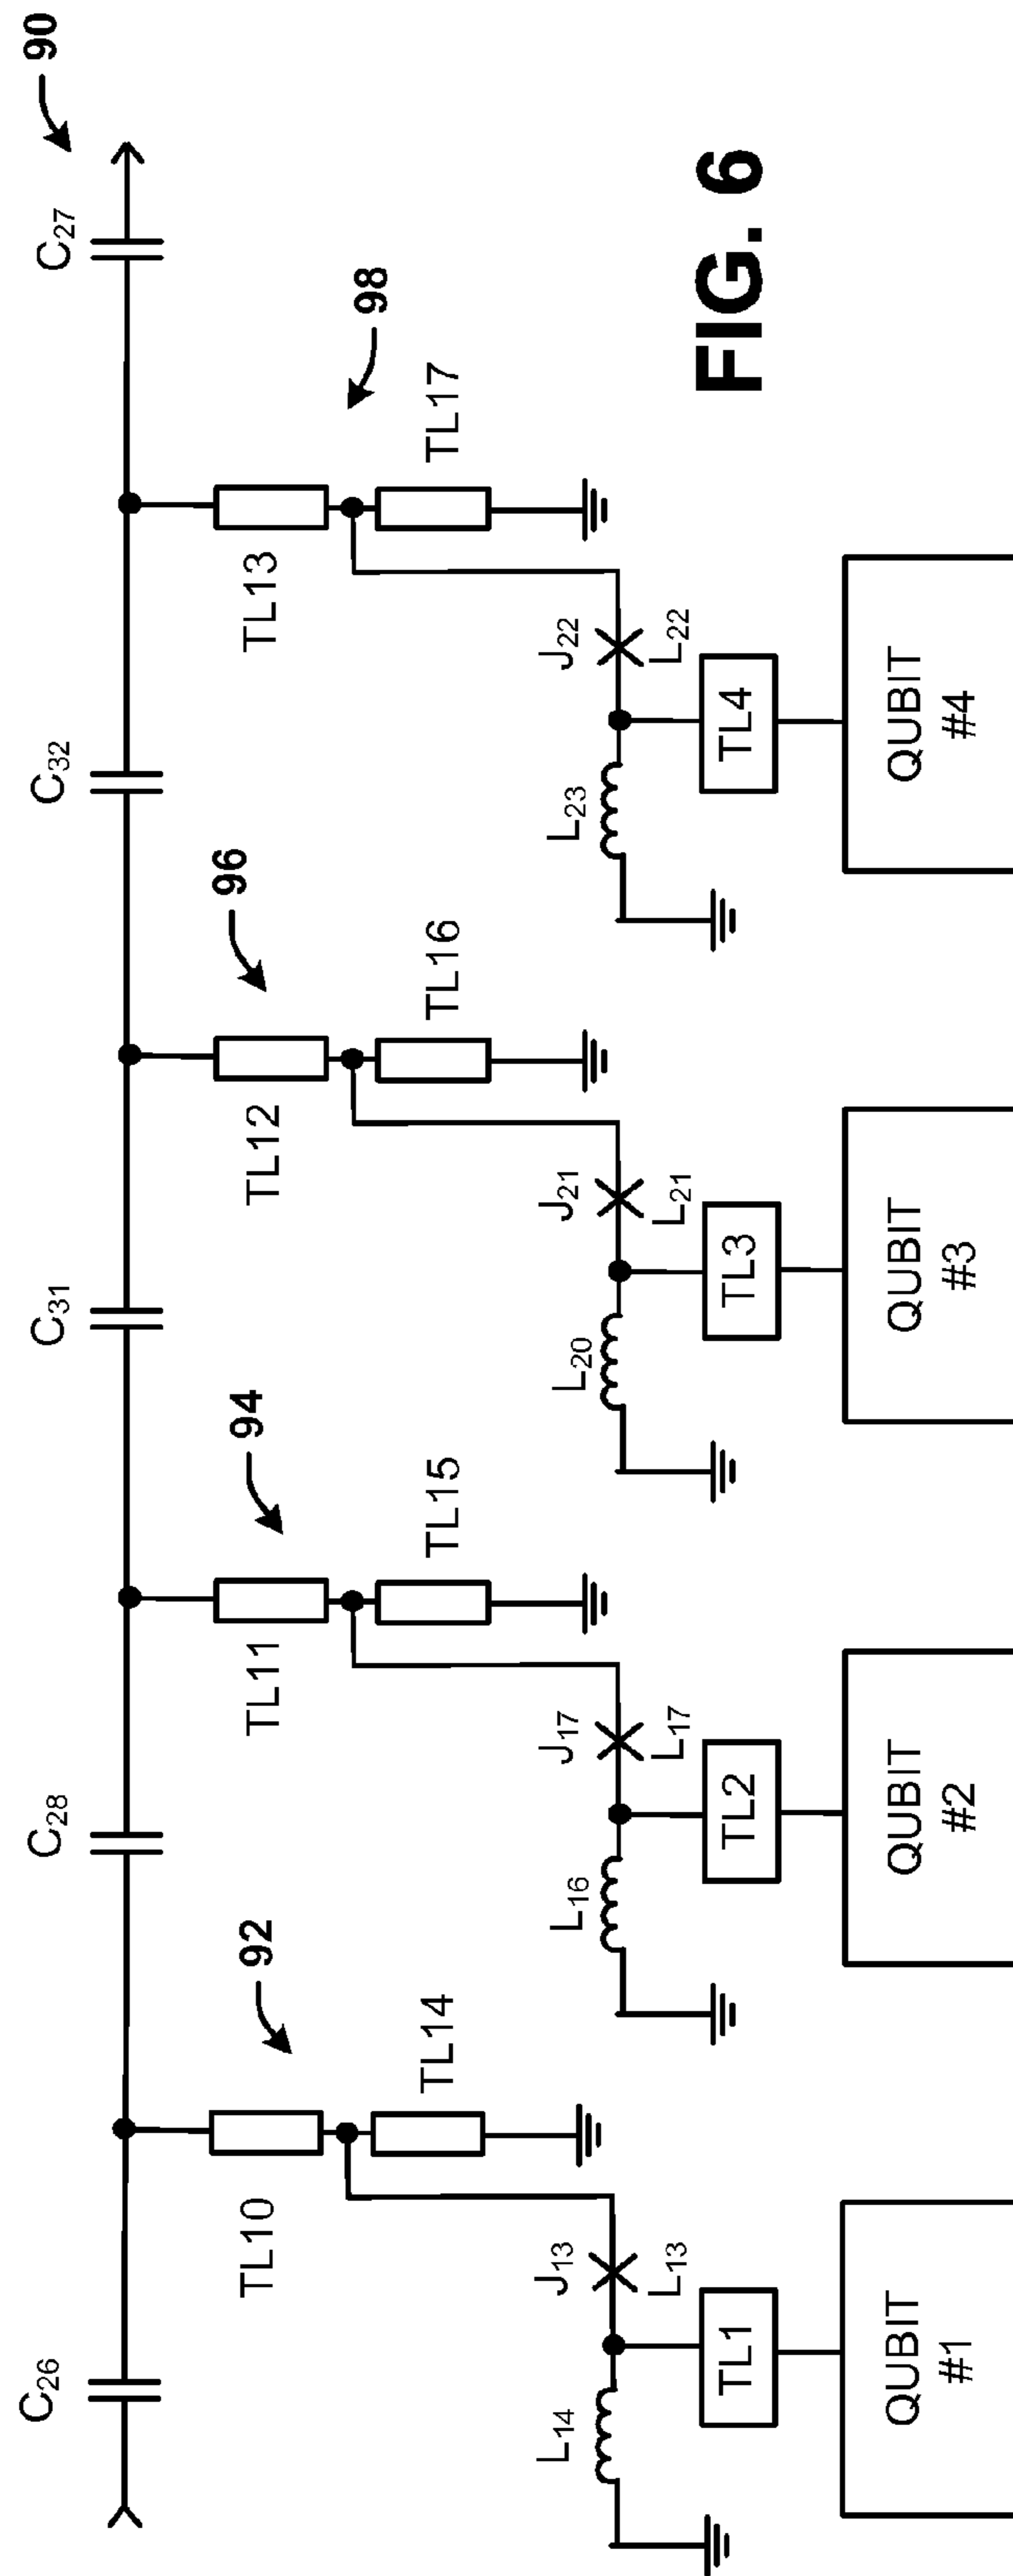 90
C26
C28
C31
C32
C27
92
94
96
98
TL10
TL11
TL12
TL13
TL14
TL15
TL16
TL17
J13
J17
J21
J22
L14
L13
L16
L17
L20
L21
L23
L22
TL1
TL2
TL3
TL4
QUBIT
#1
QUBIT
#2
QUBIT
#3
QUBIT
#4
FIG. 6